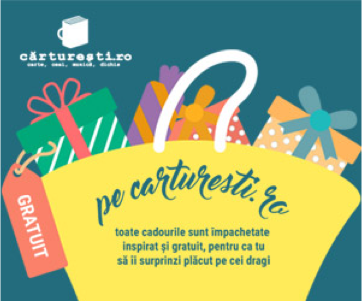 cărturești.ro
carte, ceai, muzică, dichis
pe carturesti.ro
GRATUIT
toate cadourile sunt împachetate
inspirat și gratuit, pentru ca tu
să îi surprinzi plăcut pe cei dragi